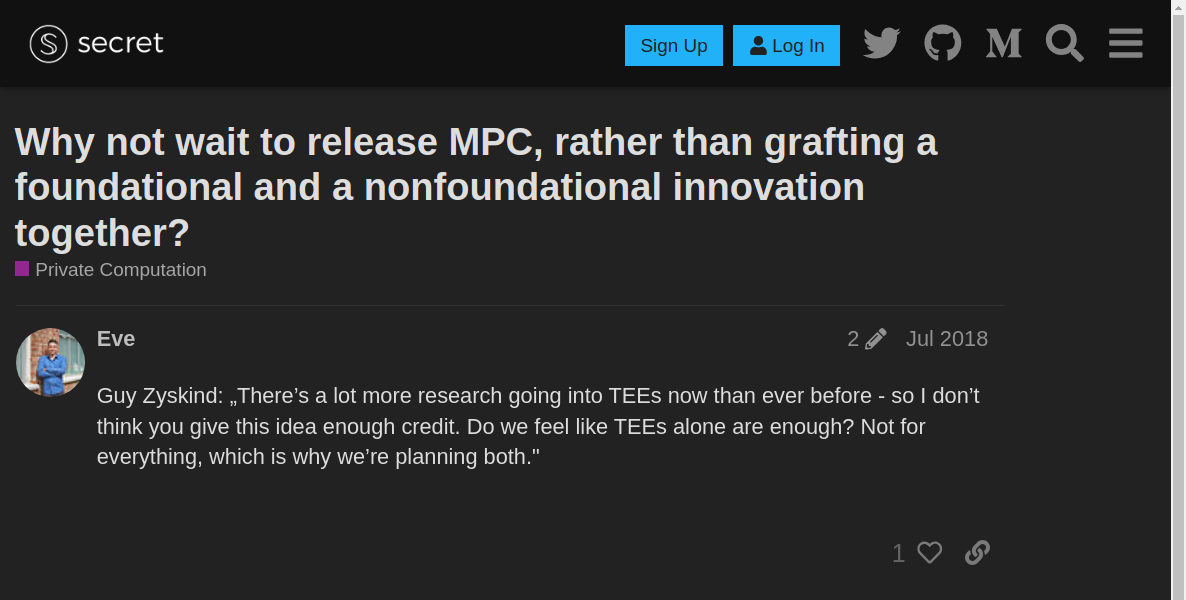 secret
Sign Up
Log In
Why not wait to release MPC, rather than grafting a
foundational and a nonfoundational innovation
together?
Private Computation
Eve
2
Jul 2018
Guy Zyskind: „There’s a lot more research going into TEEs now than ever before - so I don’t
think you give this idea enough credit. Do we feel like TEEs alone are enough? Not for
everything, which is why we’re planning both."
1